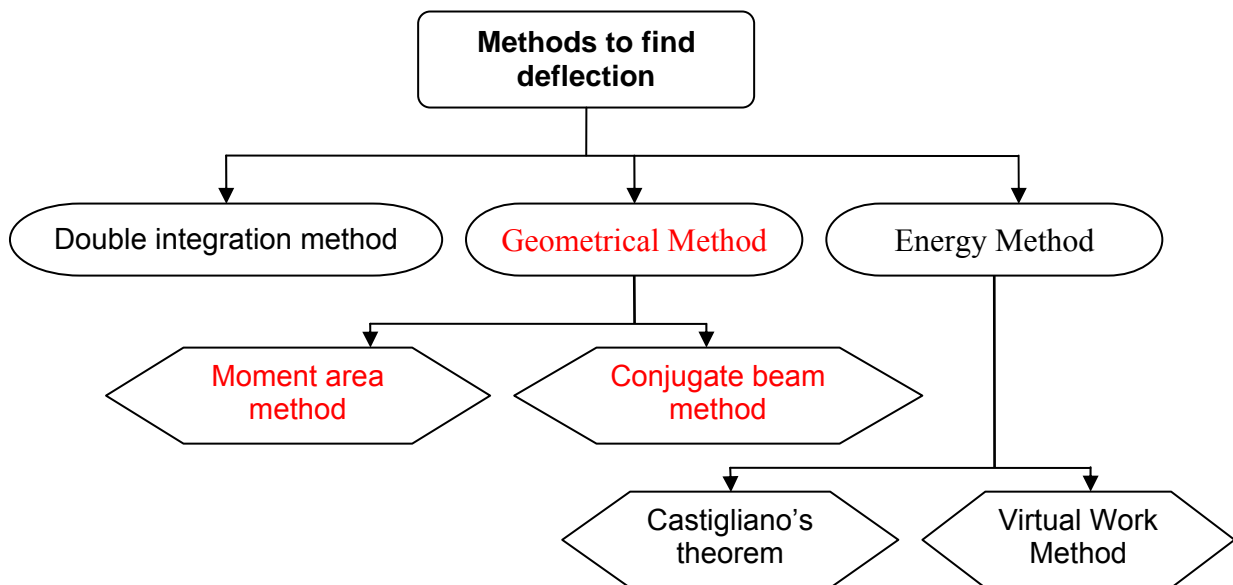 Methods to find
deflection
Double integration method
Geometrical Method
Energy Method
Moment area
method
Conjugate beam
method
Castigliano’s
theorem
Virtual Work
Method